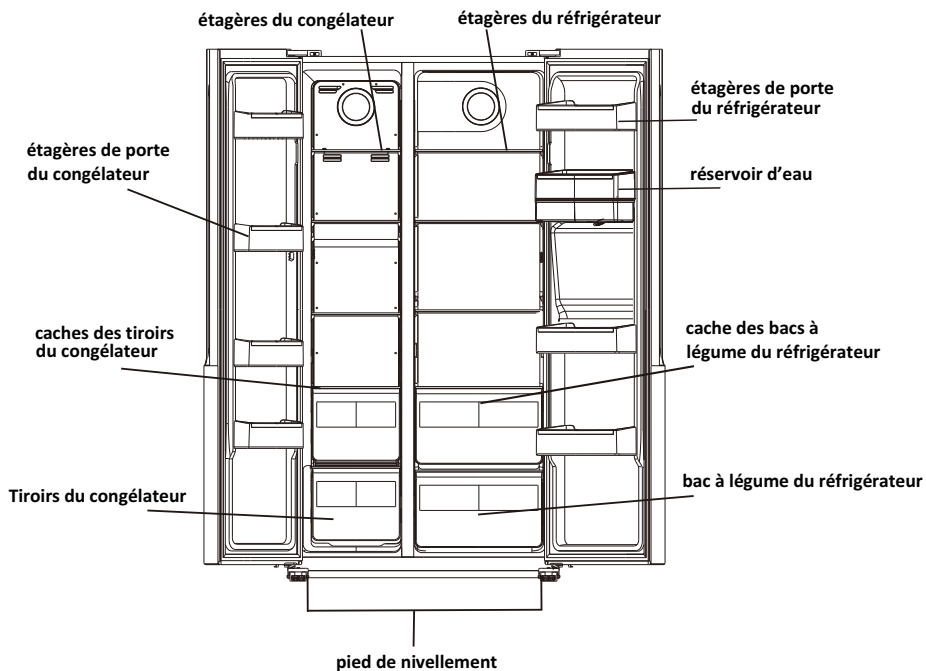 étagères du congélateur
étagères du réfrigérateur
étagères de porte
du réfrigérateur
étagères de porte
du congélateur
réservoir d’eau
caches des tiroirs
du congélateur
cache des bacs à
légume du réfrigérateur
Tiroirs du congélateur
bac à légume du réfrigérateur
pied de nivellement